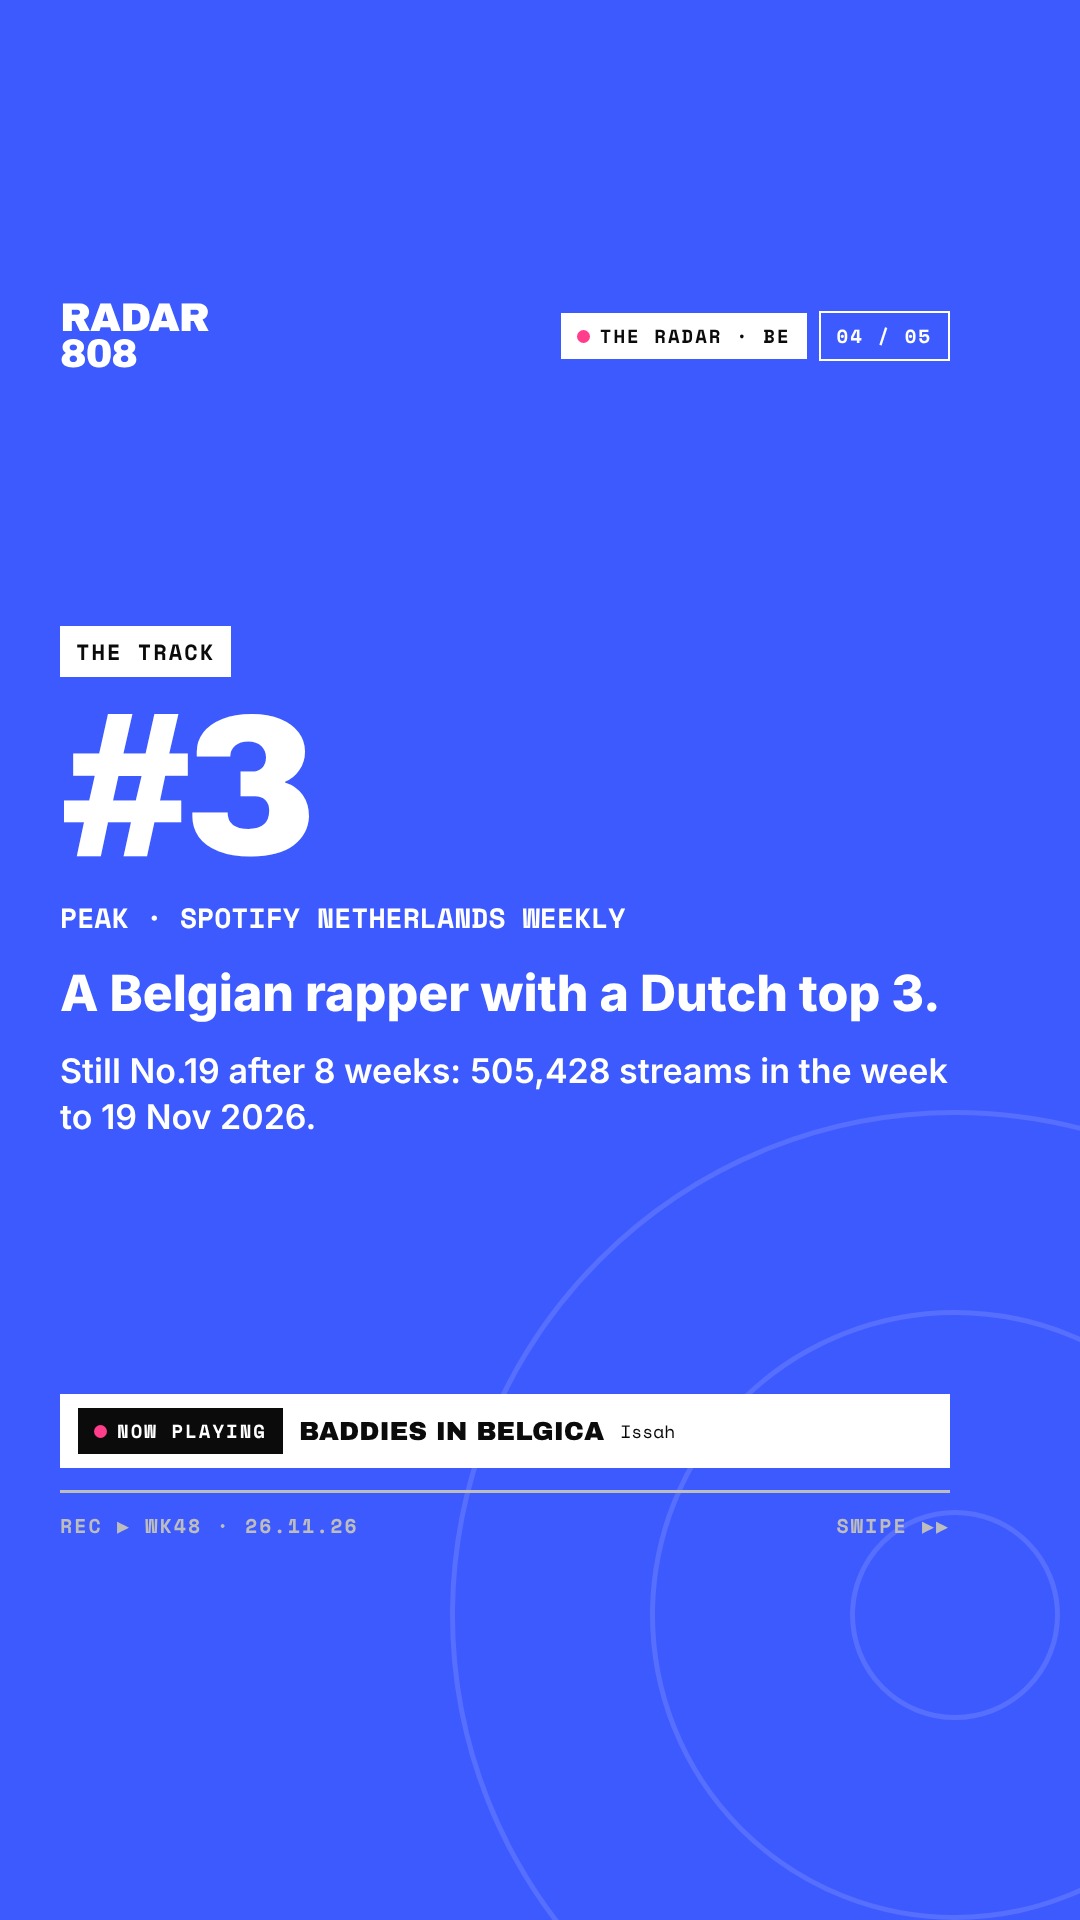 RADAR
808
THE RADAR · BE
04 / 05
THE TRACK
#3
PEAK · SPOTIFY NETHERLANDS WEEKLY
A Belgian rapper with a Dutch top 3.
Still No.19 after 8 weeks: 505,428 streams in the week
to 19 Nov 2026.
NOW PLAYING BADDIES IN BELGICA Issah
REC ▶ WK48 · 26.11.26
SWIPE ▶▶